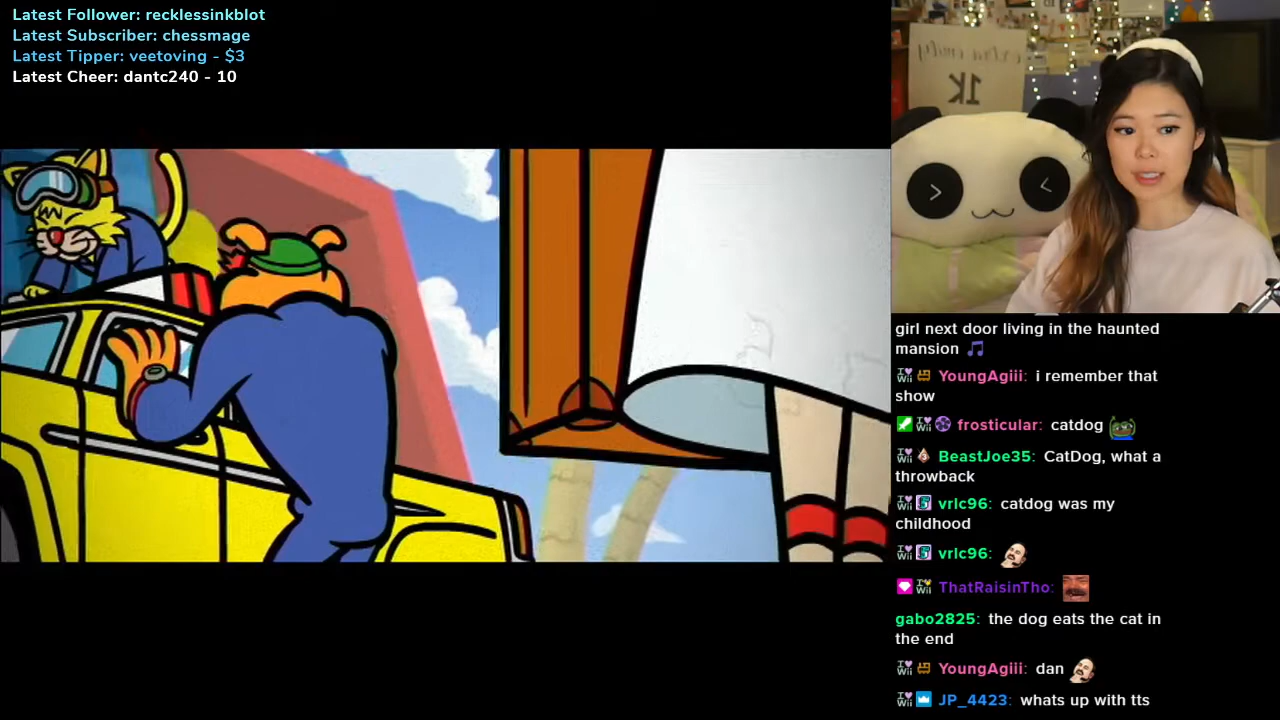 Latest Follower: recklessinkblot
Latest Subscriber: chessmage
Latest Tipper: veetoving - $3
Latest Cheer: dantc240 - 10
extra emily
1K
girl next door living in the haunted
mansion 🎵
YoungAgiii: i remember that
show
frosticular: catdog
BeastJoe35: CatDog, what a
throwback
vrlc96: catdog was my
childhood
vrlc96:
ThatRaisinTho:
gabo2825: the dog eats the cat in
the end
YoungAgiii: dan
JP_4423: whats up with tts